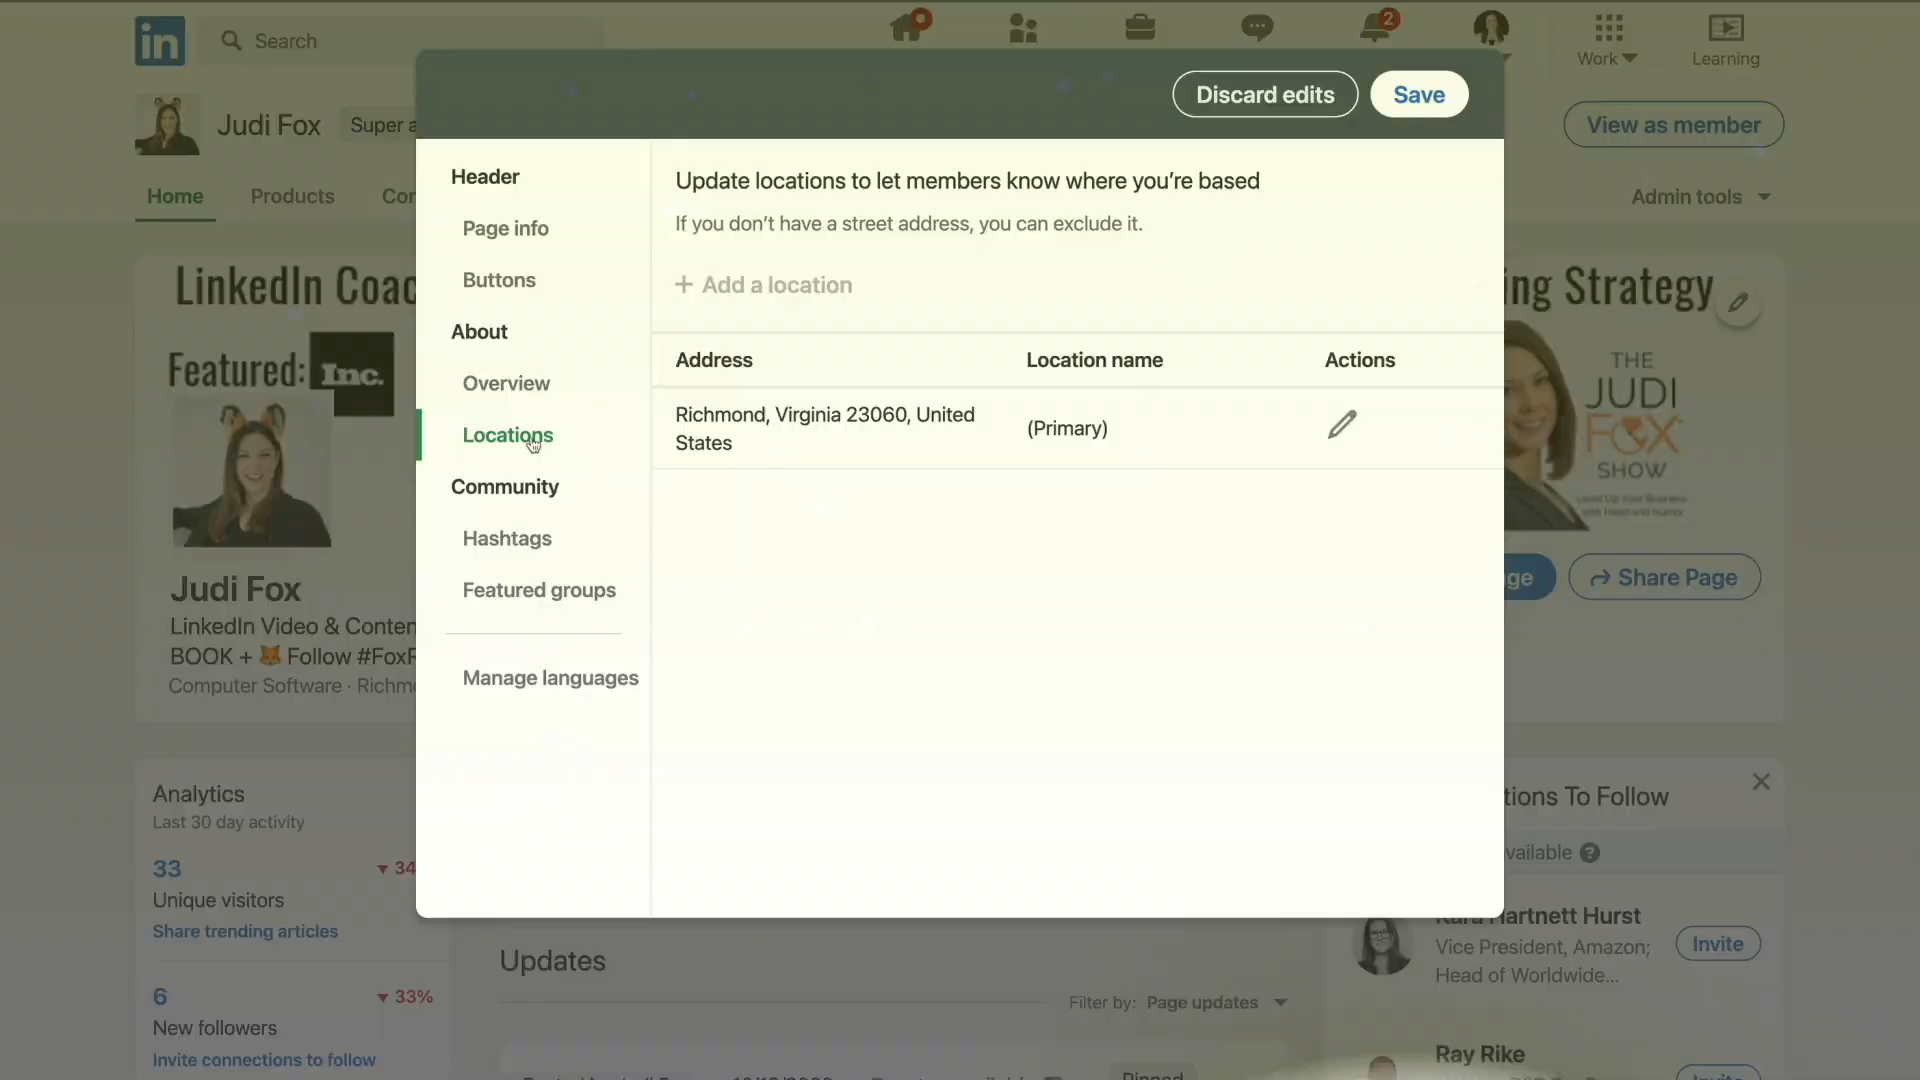 in
Search
2
Work
Learning
Judi Fox
Super a
View as member
Discard edits
Save
Home
Products
Cor
Admin tools
Header
Page info
Buttons
About
Overview
Locations
Community
Hashtags
Featured groups
Manage languages
Update locations to let members know where you're based
If you don't have a street address, you can exclude it.
+ Add a location
Address
Location name
Actions
Richmond, Virginia 23060, United
States
(Primary)
LinkedIn Coac
Featured: Inc.
ing Strategy
THE
JUDI
FOX
SHOW
Judi Fox
LinkedIn Video & Conten
BOOK + 🦊 Follow #FoxR
Computer Software · Richm
ge
Share Page
Analytics
Last 30 day activity
33
34
Unique visitors
Share trending articles
6
33%
New followers
Invite connections to follow
Updates
Filter by: Page updates
tions To Follow
vailable
Hartnett Hurst
Vice President, Amazon;
Head of Worldwide...
Invite
Ray Rike